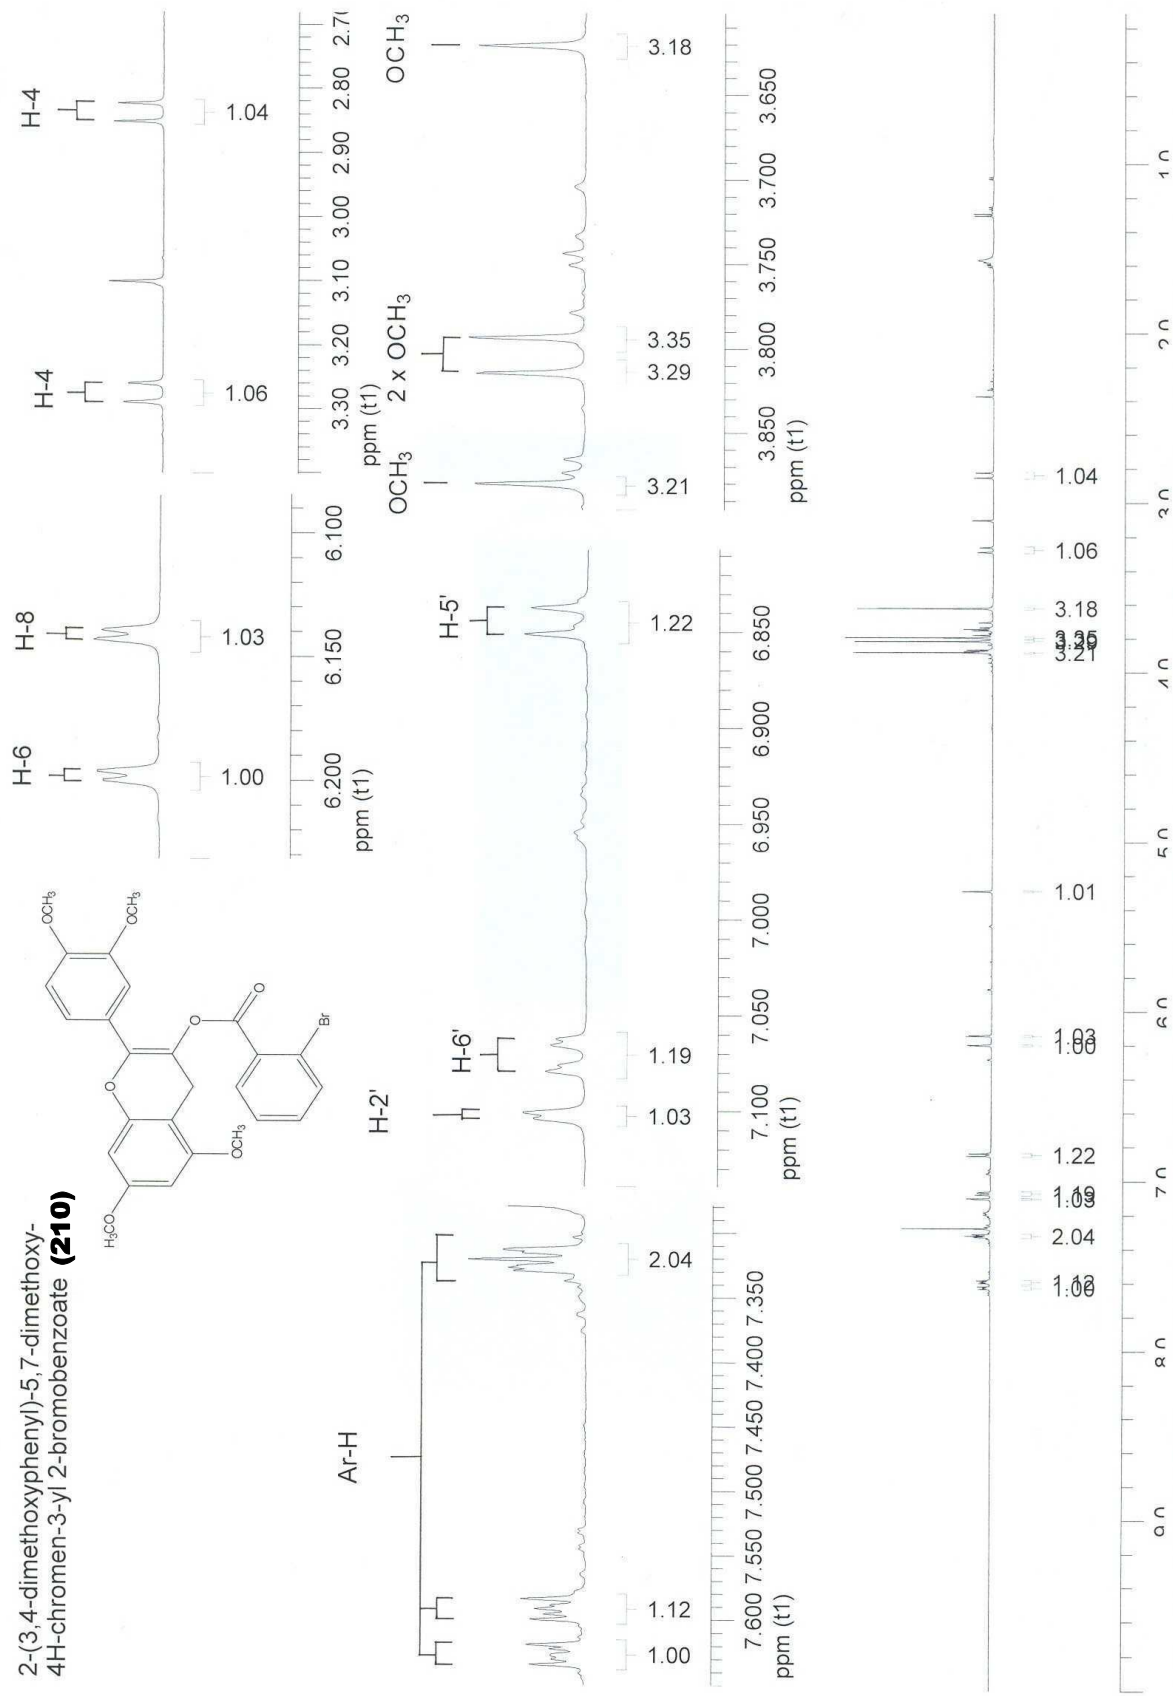 2-(3,4-dimethoxyphenyl)-5,7-dimethoxy-
4H-chromen-3-yl 2-bromobenzoate (210)
OCH3
OCH3
O
O
O
Br
OCH3
H3CO
H-6
H-8
1.00
1.03
6.200
6.150
6.100
ppm (t1)
H-4
H-4
1.06
1.04
3.30
3.20
3.10
3.00
2.90
2.80
ppm (t1)
Ar-H
1.00
1.12
2.04
7.600
7.550
7.500
7.450
7.400
7.350
ppm (t1)
H-2'
H-6'
H-5'
1.03
1.19
1.22
7.100
7.050
7.000
6.950
6.900
6.850
ppm (t1)
OCH3
2 x OCH3
OCH3
3.21
3.29
3.35
3.18
3.850
3.800
3.750
3.700
3.650
ppm (t1)
2.04
1.22
1.01
3.21
3.18
1.06
1.04